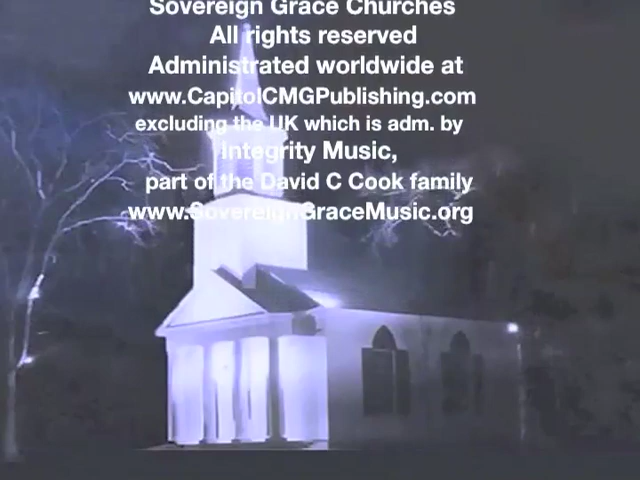 Sovereign Grace Churches
All rights reserved
Administrated worldwide at
www.CapitolCMGPublishing.com
excluding the UK which is adm. by
Integrity Music,
part of the David C Cook family
www.SovereignGraceMusic.org